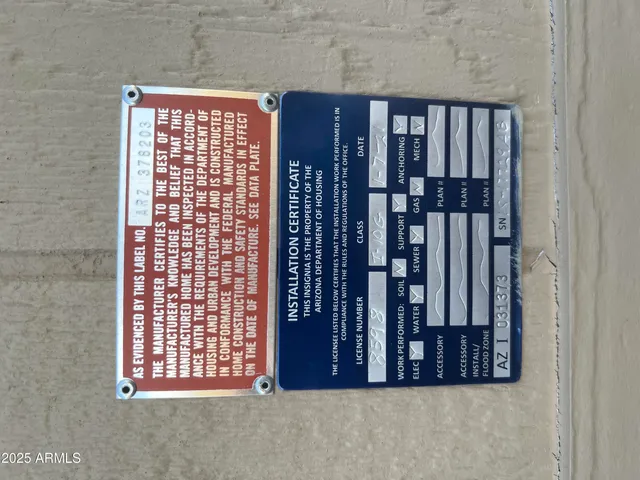 AS EVIDENCED BY THIS LABEL NO. ARZ 378203
THE MANUFACTURER CERTIFIES TO THE BEST OF THE
MANUFACTURER'S KNOWLEDGE AND BELIEF THAT THIS
MANUFACTURED HOME HAS BEEN INSPECTED IN ACCORD-
ANCE WITH THE REQUIREMENTS OF THE DEPARTMENT OF
HOUSING AND URBAN DEVELOPMENT AND IS CONSTRUCTED
IN CONFORMANCE WITH THE FEDERAL MANUFACTURED
HOME CONSTRUCTION AND SAFETY STANDARDS IN EFFECT
ON THE DATE OF MANUFACTURE. SEE DATA PLATE.
INSTALLATION CERTIFICATE
THIS INSIGNIA IS THE PROPERTY OF THE
ARIZONA DEPARTMENT OF HOUSING
THE LICENSEE LISTED BELOW CERTIFIES THAT THE INSTALLATION WORK PERFORMED IS IN
COMPLIANCE WITH THE RULES AND REGULATIONS OF THE OFFICE.
LICENSE NUMBER CLASS DATE
8598
WORK PERFORMED: SOIL SUPPORT Y ANCHORING Y
ELEC Y WATER Y SEWER Y GAS MECH
ACCESSORY PLAN #
ACCESSORY PLAN #
INSTALL/
FLOOD ZONE PLAN #
AZ I 031373 SN
2025 ARMLS